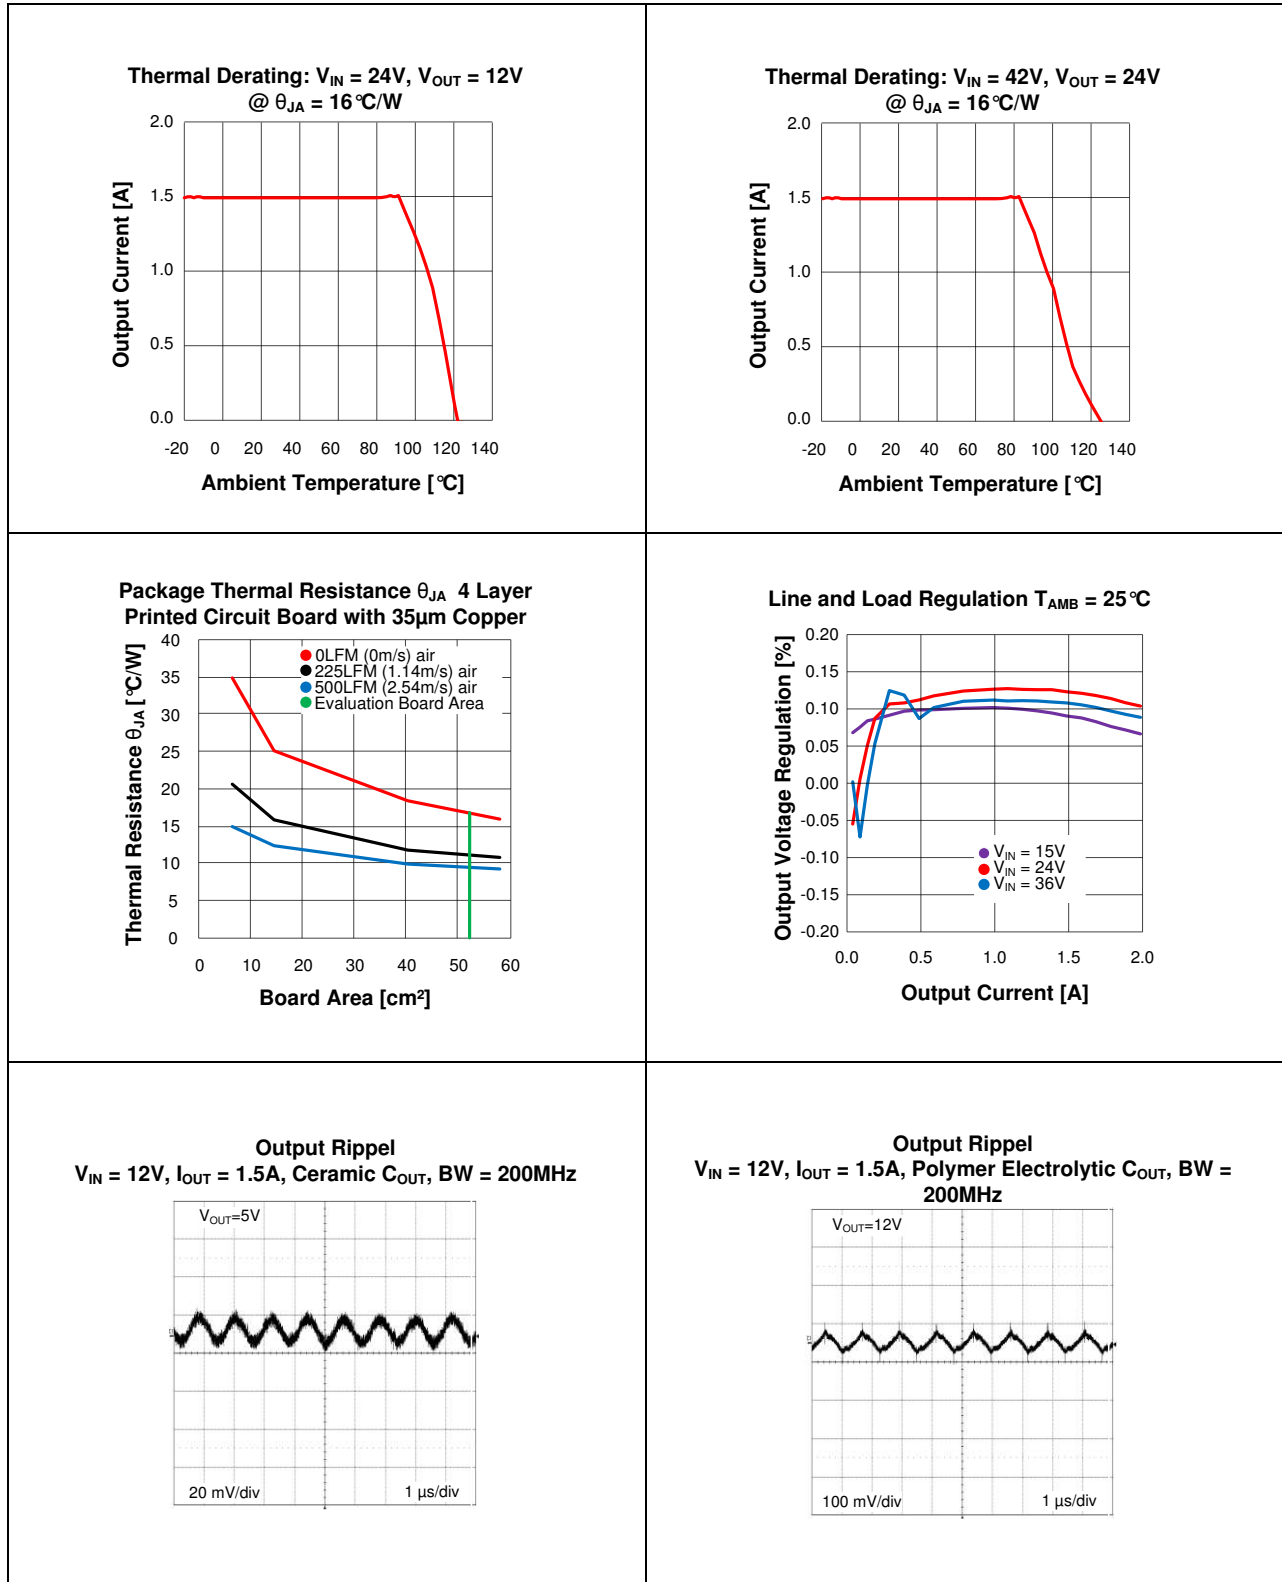 Thermal Derating: VIN = 24V, VOUT = 12V
@ θJA = 16°C/W
2.0
1.5
1.0
0.5
0.0
Output Current [A]
-20 0 20 40 60 80 100 120 140
Ambient Temperature [°C]
Thermal Derating: VIN = 42V, VOUT = 24V
@ θJA = 16°C/W
2.0
1.5
1.0
0.5
0.0
Output Current [A]
-20 0 20 40 60 80 100 120 140
Ambient Temperature [°C]
Package Thermal Resistance θJA 4 Layer
Printed Circuit Board with 35µm Copper
40
35
30
25
20
15
10
5
0
Thermal Resistance θJA [°C/W]
0LFM (0m/s) air
225LFM (1.14m/s) air
500LFM (2.54m/s) air
Evaluation Board Area
0 10 20 30 40 50 60
Board Area [cm²]
Line and Load Regulation TAMB = 25°C
0.20
0.15
0.10
0.05
0.00
-0.05
-0.10
-0.15
-0.20
Output Voltage Regulation [%]
VIN = 15V
VIN = 24V
VIN = 36V
0.0 0.5 1.0 1.5 2.0
Output Current [A]
Output Rippel
VIN = 12V, IOUT = 1.5A, Ceramic COUT, BW = 200MHz
VOUT=5V
20 mV/div 1 µs/div
Output Rippel
VIN = 12V, IOUT = 1.5A, Polymer Electrolytic COUT, BW =
200MHz
VOUT=12V
100 mV/div 1 µs/div